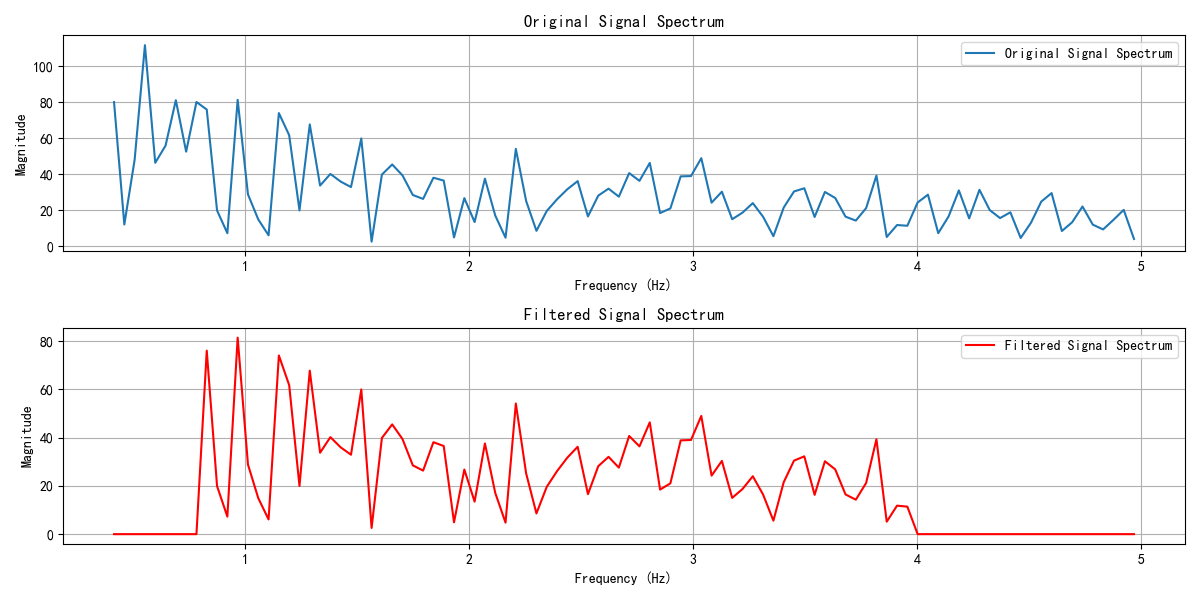 Original Signal Spectrum
Original Signal Spectrum
100
80
60
40
20
0
Magnitude
1 2 3 4 5
Frequency (Hz)
Filtered Signal Spectrum
Filtered Signal Spectrum
80
60
40
20
0
Magnitude
1 2 3 4 5
Frequency (Hz)